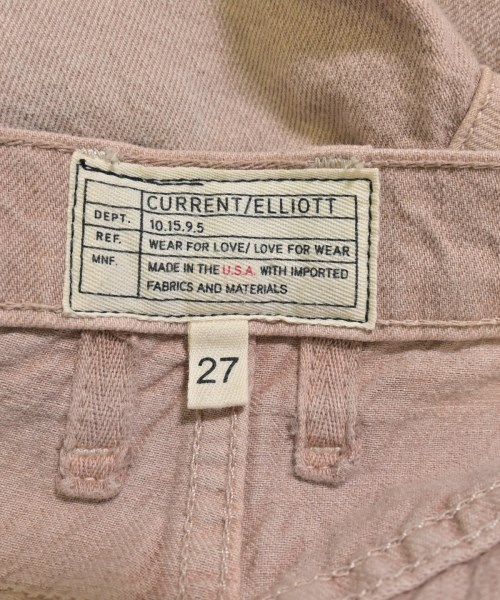 CURRENT/ELLIOTT
DEPT. 10.15.9.5
REF. WEAR FOR LOVE/ LOVE FOR WEAR
MNF. MADE IN THE U.S.A. WITH IMPORTED
FABRICS AND MATERIALS
27